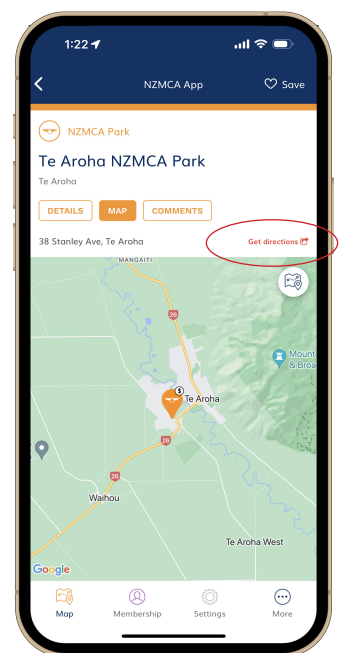 1:22
NZMCA App
Save
NZMCA Park
Te Aroha NZMCA Park
Te Aroha
DETAILS MAP COMMENTS
38 Stanley Ave, Te Aroha Get directions
MANGAITI
26
Mount
& Broa
$
Te Aroha
26
26
Waihou
Te Aroha West
Google
Map Membership Settings More